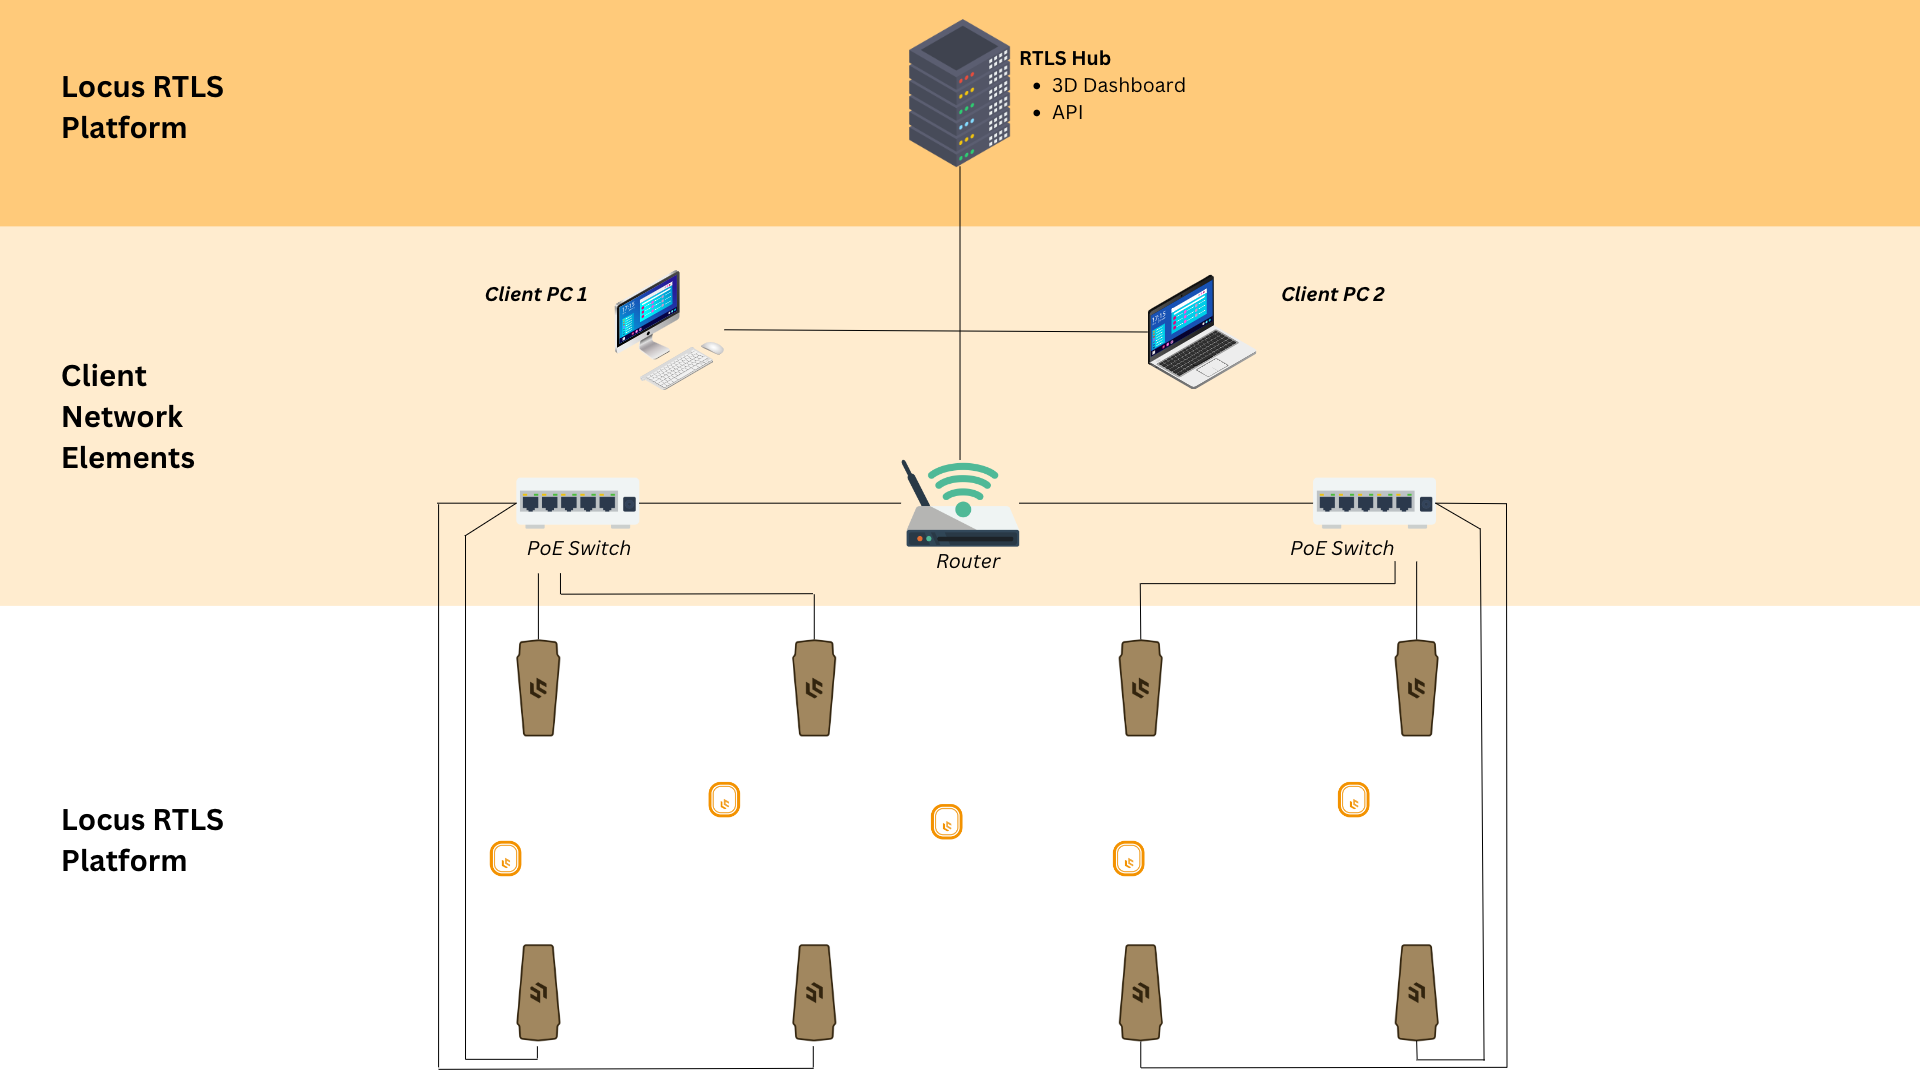 Locus RTLS
Platform
RTLS Hub
• 3D Dashboard
• API
Client PC 1
Client PC 2
Client
Network
Elements
PoE Switch
Router
PoE Switch
Locus RTLS
Platform